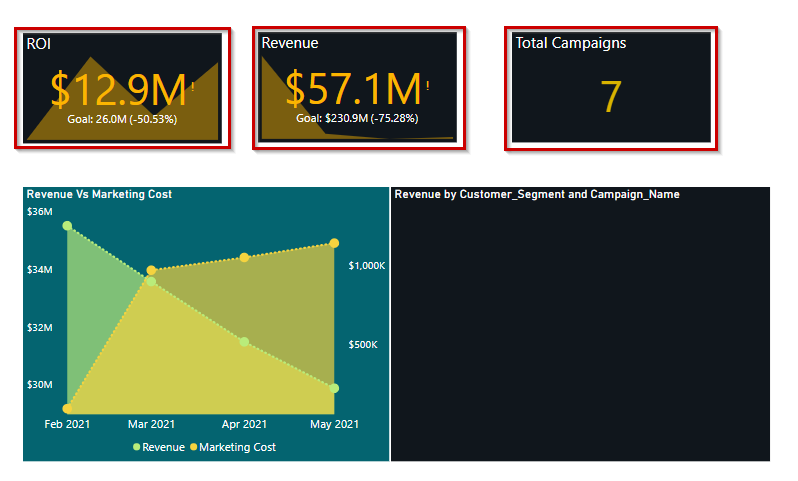 ROI
$12.9M!
Goal: 26.0M (-50.53%)
Revenue
$57.1M!
Goal: $230.9M (-75.28%)
Total Campaigns
7
Revenue Vs Marketing Cost
$36M
$34M
$32M
$30M
$1,000K
$500K
Feb 2021 Mar 2021 Apr 2021 May 2021
Revenue Marketing Cost
Revenue by Customer_Segment and Campaign_Name